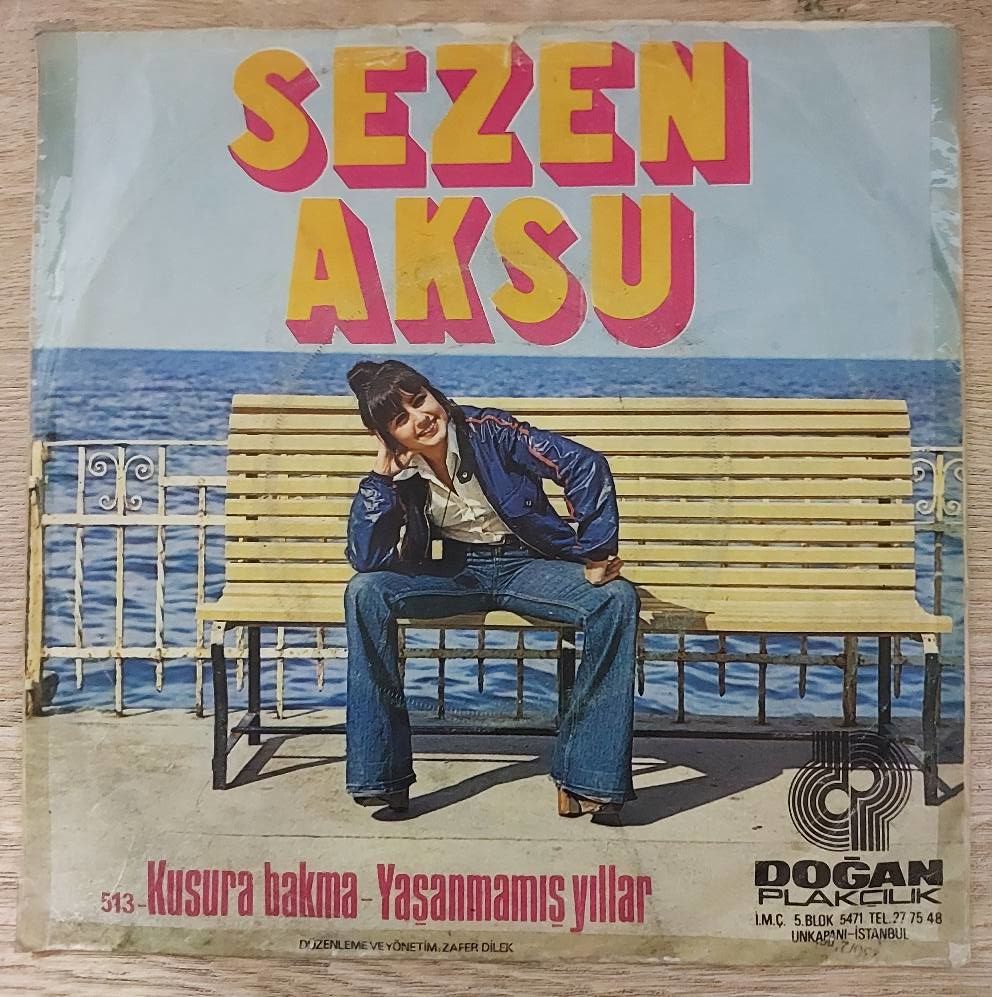 SEZEN
AKSU
513-Kusura bakma-Yaşanmamış yıllar
DÜZENLEME VE YÖNETİM: ZAFER DİLEK
dp
DOĞAN
PLAKÇILIK
İ.M.Ç. 5.BLOK 5471 TEL.27 75 48
UNKAPANI-İSTANBUL